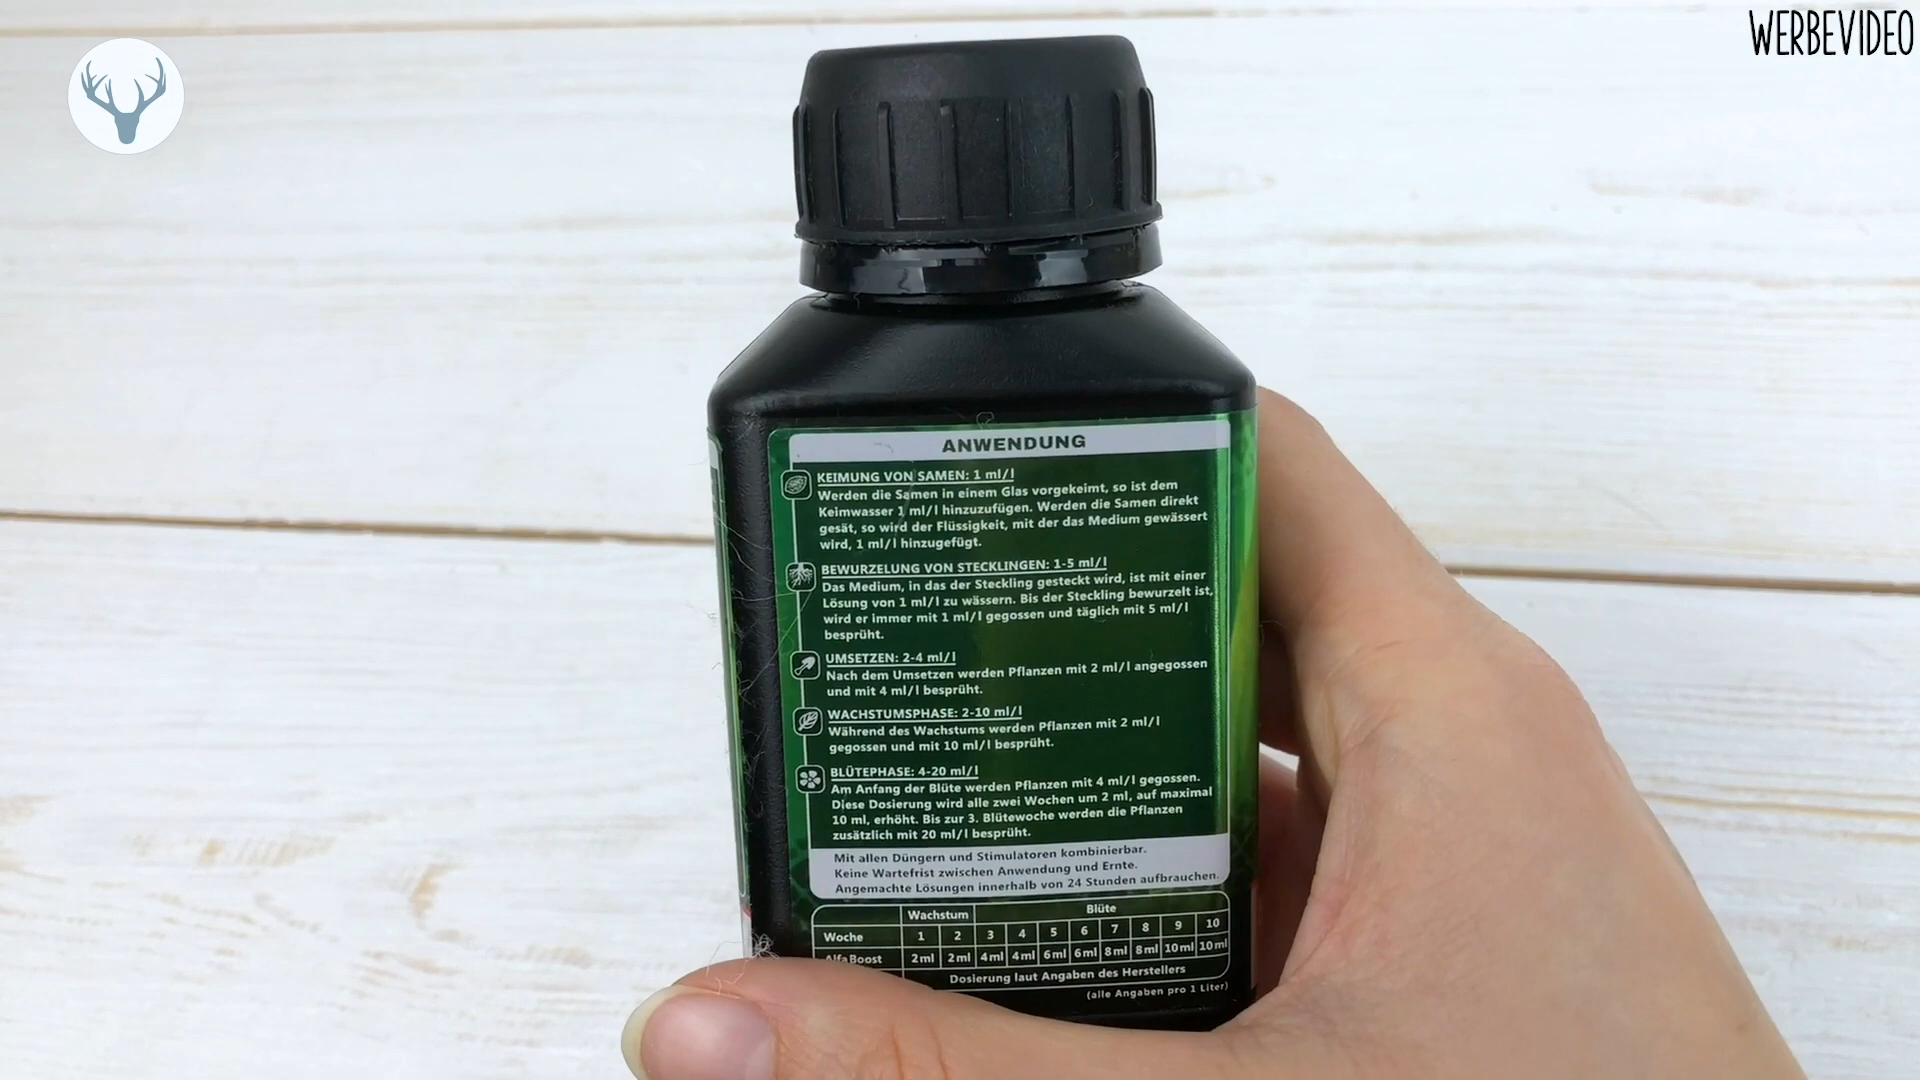 WERBEVIDEO
ANWENDUNG
KEIMUNG VON SAMEN: 1 ml/l
Werden die Samen in einem Glas vorgekeimt, so ist dem
Keimwasser 1 ml/l hinzuzufügen. Werden die Samen direkt
gesät, so wird der Flüssigkeit, mit der das Medium gewässert
wird, 1 ml/l hinzugefügt.
BEWURZELUNG VON STECKLINGEN: 1-5 ml/l
Das Medium, in das der Steckling gesteckt wird, ist mit einer
Lösung von 1 ml/l zu wässern. Bis der Steckling bewurzelt ist,
wird er immer mit 1 ml/l gegossen und täglich mit 5 ml/l
besprüht.
UMSETZEN: 2-4 ml/l
Nach dem Umsetzen werden Pflanzen mit 2 ml/l angegossen
und mit 4 ml/l besprüht.
WACHSTUMSPHASE: 2-10 ml/l
Während des Wachstums werden Pflanzen mit 2 ml/l
gegossen und mit 10 ml/l besprüht.
BLÜTEPHASE: 4-20 ml/l
Am Anfang der Blüte werden Pflanzen mit 4 ml/l gegossen.
Diese Dosierung wird alle zwei Wochen um 2 ml, auf maximal
10 ml, erhöht. Bis zur 3. Blütewoche werden die Pflanzen
zusätzlich mit 20 ml/l besprüht.
Mit allen Düngern und Stimulatoren kombinierbar.
Keine Wartefrist zwischen Anwendung und Ernte.
Angemachte Lösungen innerhalb von 24 Stunden aufbrauchen.
Wachstum Blüte
Woche 1 2 3 4 5 6 7 8 9 10
Alfa Boost 2ml 2ml 4ml 4ml 6ml 6ml 8ml 8ml 10ml 10ml
Dosierung laut Angaben des Herstellers
(alle Angaben pro 1 Liter)